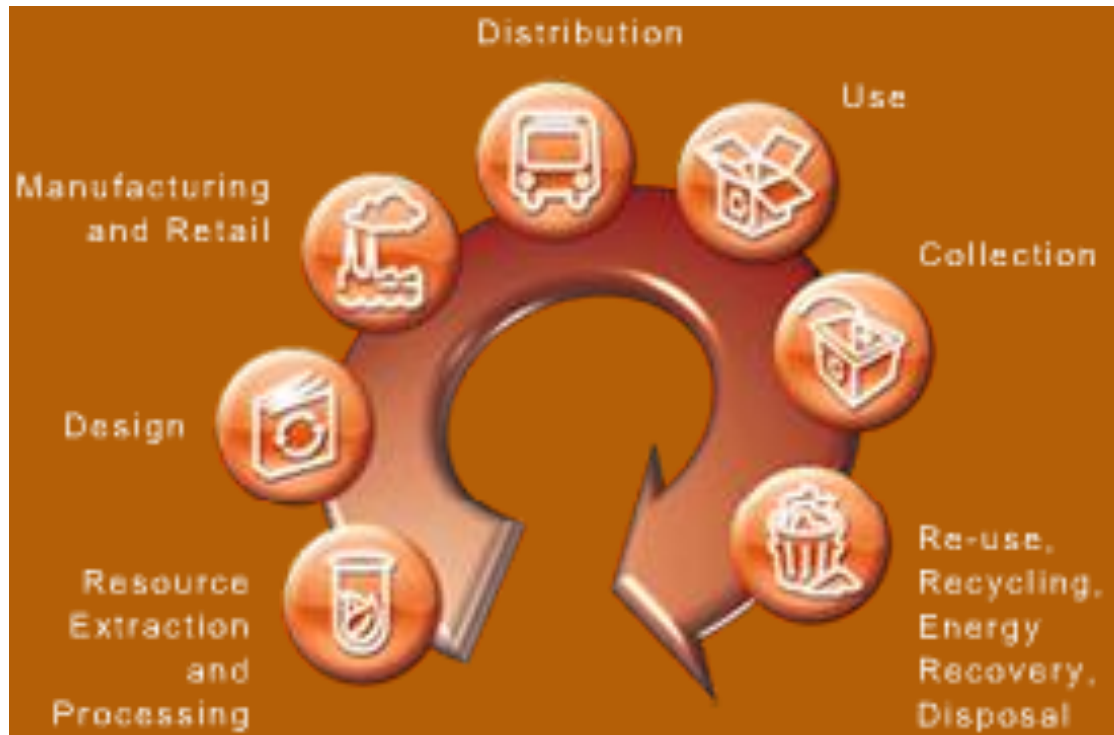 Distribution
Use
Manufacturing
and Retail
Collection
Design
Resource
Extraction
and
Processing
Re-use,
Recycling,
Energy
Recovery,
Disposal